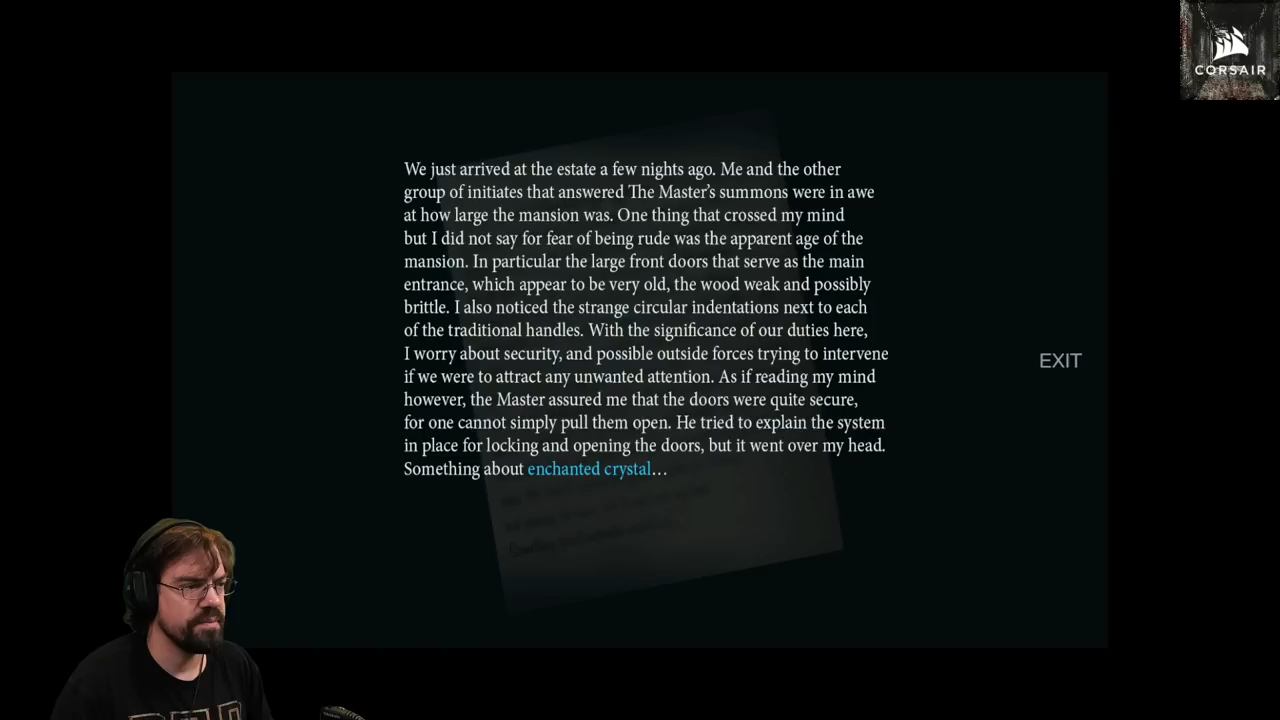 CORSAIR
We just arrived at the estate a few nights ago. Me and the other
group of initiates that answered The Master's summons were in awe
at how large the mansion was. One thing that crossed my mind
but I did not say for fear of being rude was the apparent age of the
mansion. In particular the large front doors that serve as the main
entrance, which appear to be very old, the wood weak and possibly
brittle. I also noticed the strange circular indentations next to each
of the traditional handles. With the significance of our duties here,
I worry about security, and possible outside forces trying to intervene
if we were to attract any unwanted attention. As if reading my mind
however, the Master assured me that the doors were quite secure,
for one cannot simply pull them open. He tried to explain the system
in place for locking and opening the doors, but it went over my head.
Something about enchanted crystal…
EXIT